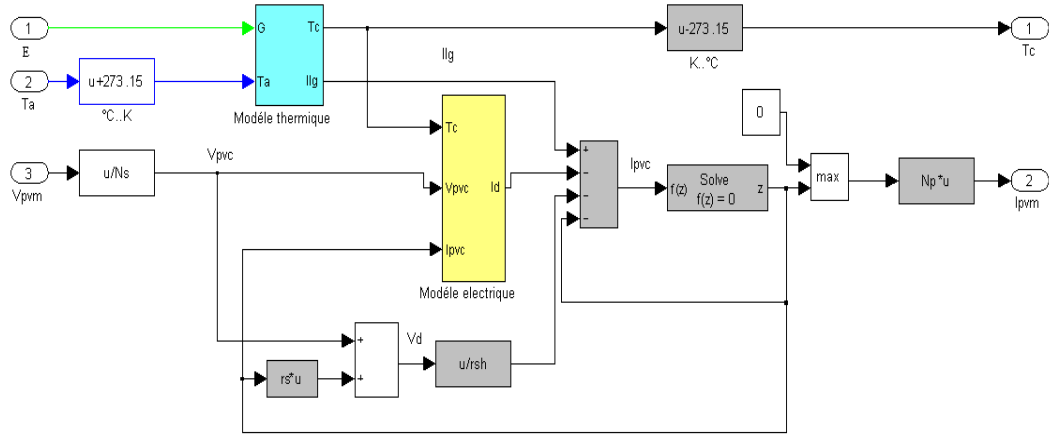 1
E
G
Tc
Ilg
Ilg
u-273.15
K..°C
1
Tc
2
Ta
u+273.15
°C..K
Ta
Modéle thermique
Tc
0
3
Vpvm
u/Ns
Vpvc
Vpvc
Id
Ipvc
+
−
−
−
Ipvc
f(z)
Solve
f(z) = 0
z
max
Np*u
2
Ipvm
Modéle electrique
+
+
Vd
rs*u
u/rsh